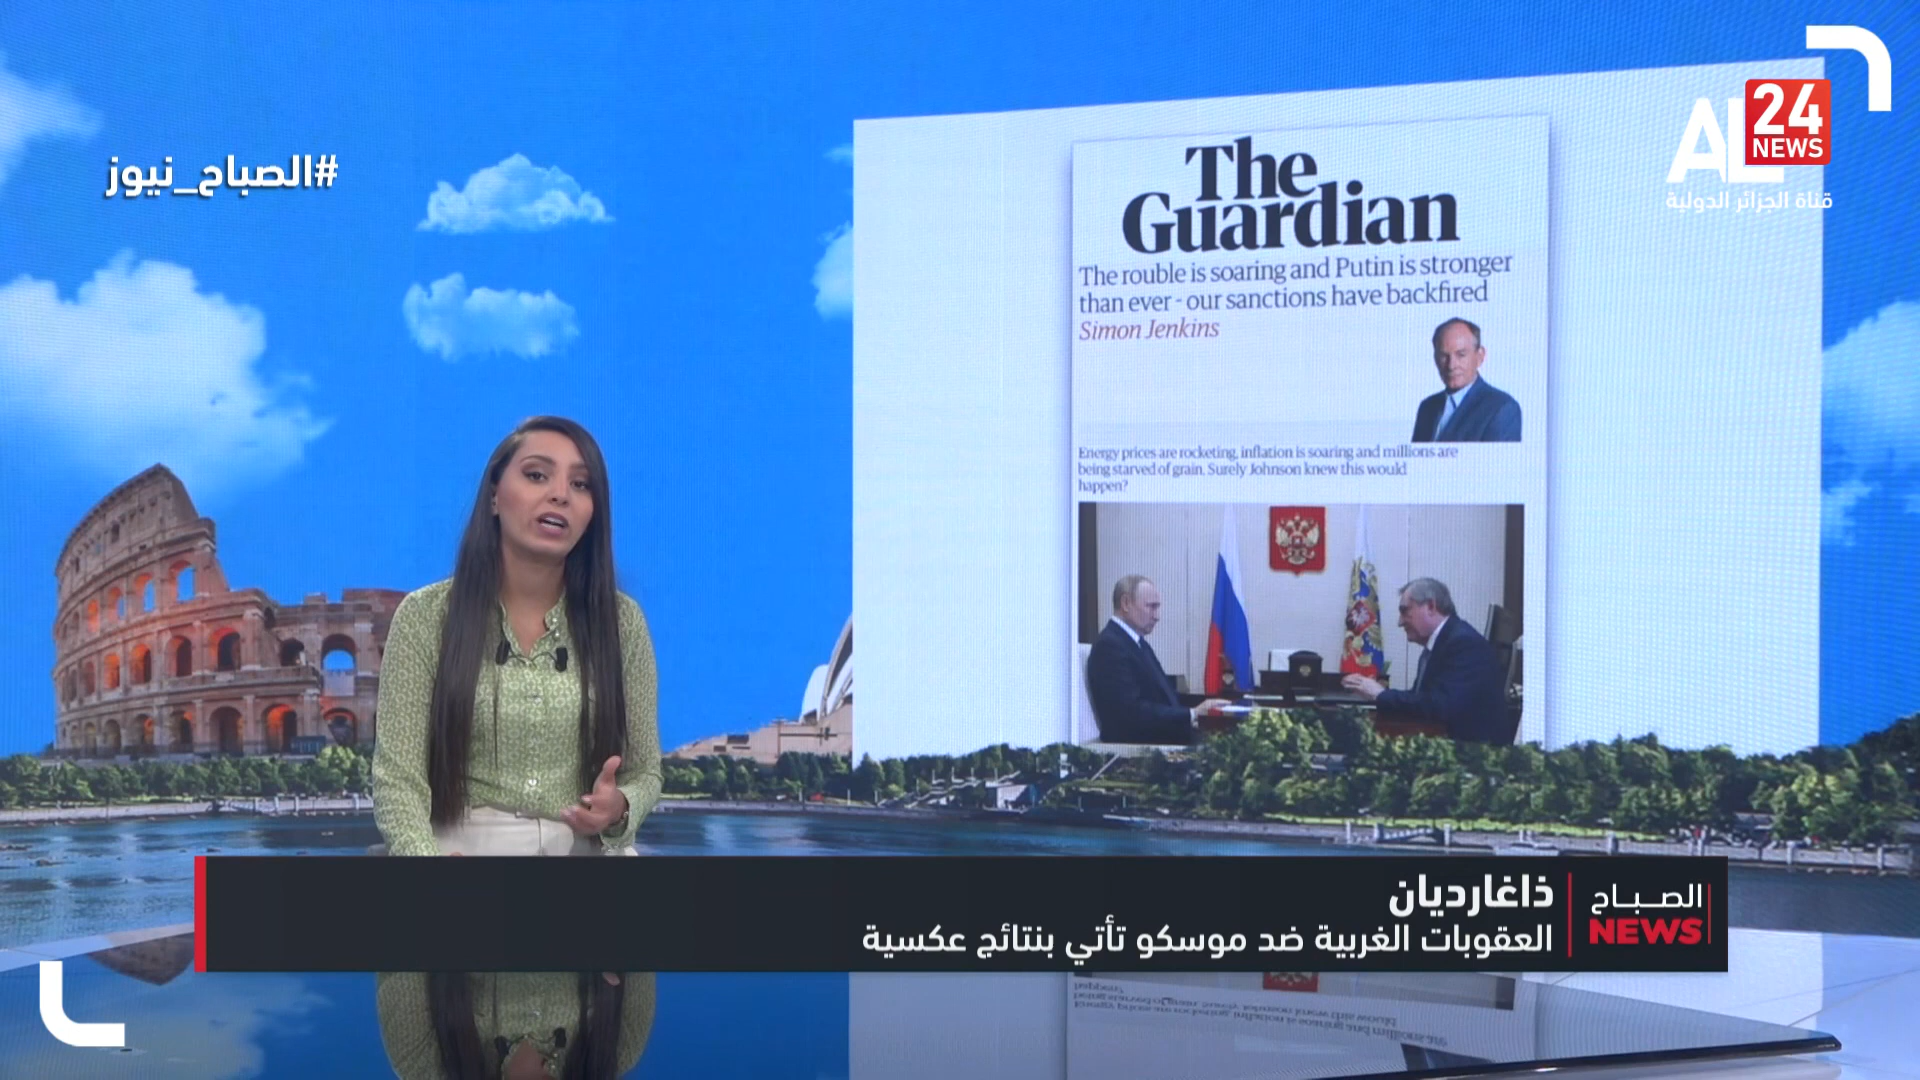 #الصباح_نيوز
AL 24
NEWS
قناة الجزائر الدولية
The
Guardian
The rouble is soaring and Putin is stronger
than ever - our sanctions have backfired
Simon Jenkins
Energy prices are rocketing, inflation is soaring and millions are
being starved of grain. Surely Johnson knew this would
happen?
الصباح
NEWS
ذاغارديان
العقوبات الغربية ضد موسكو تأتي بنتائج عكسية